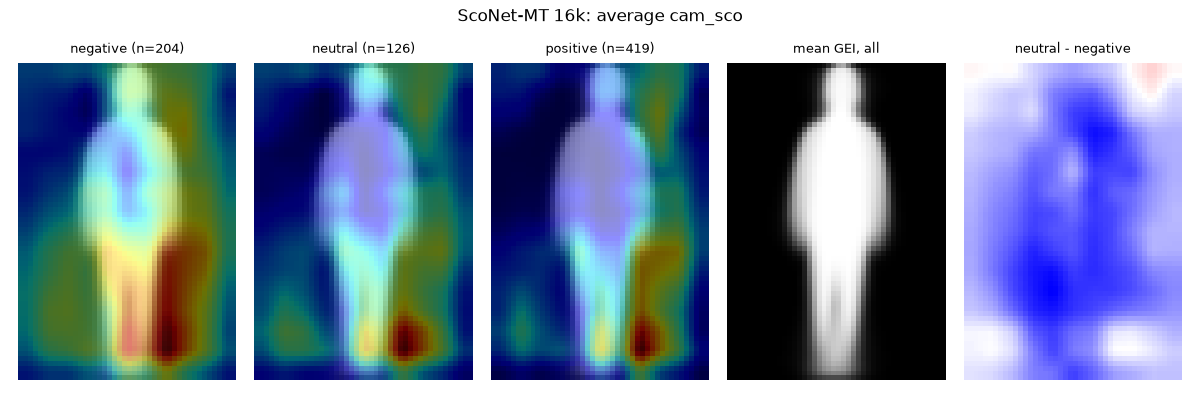 ScoNet-MT 16k: average cam_sco
negative (n=204)
neutral (n=126)
positive (n=419)
mean GEI, all
neutral - negative